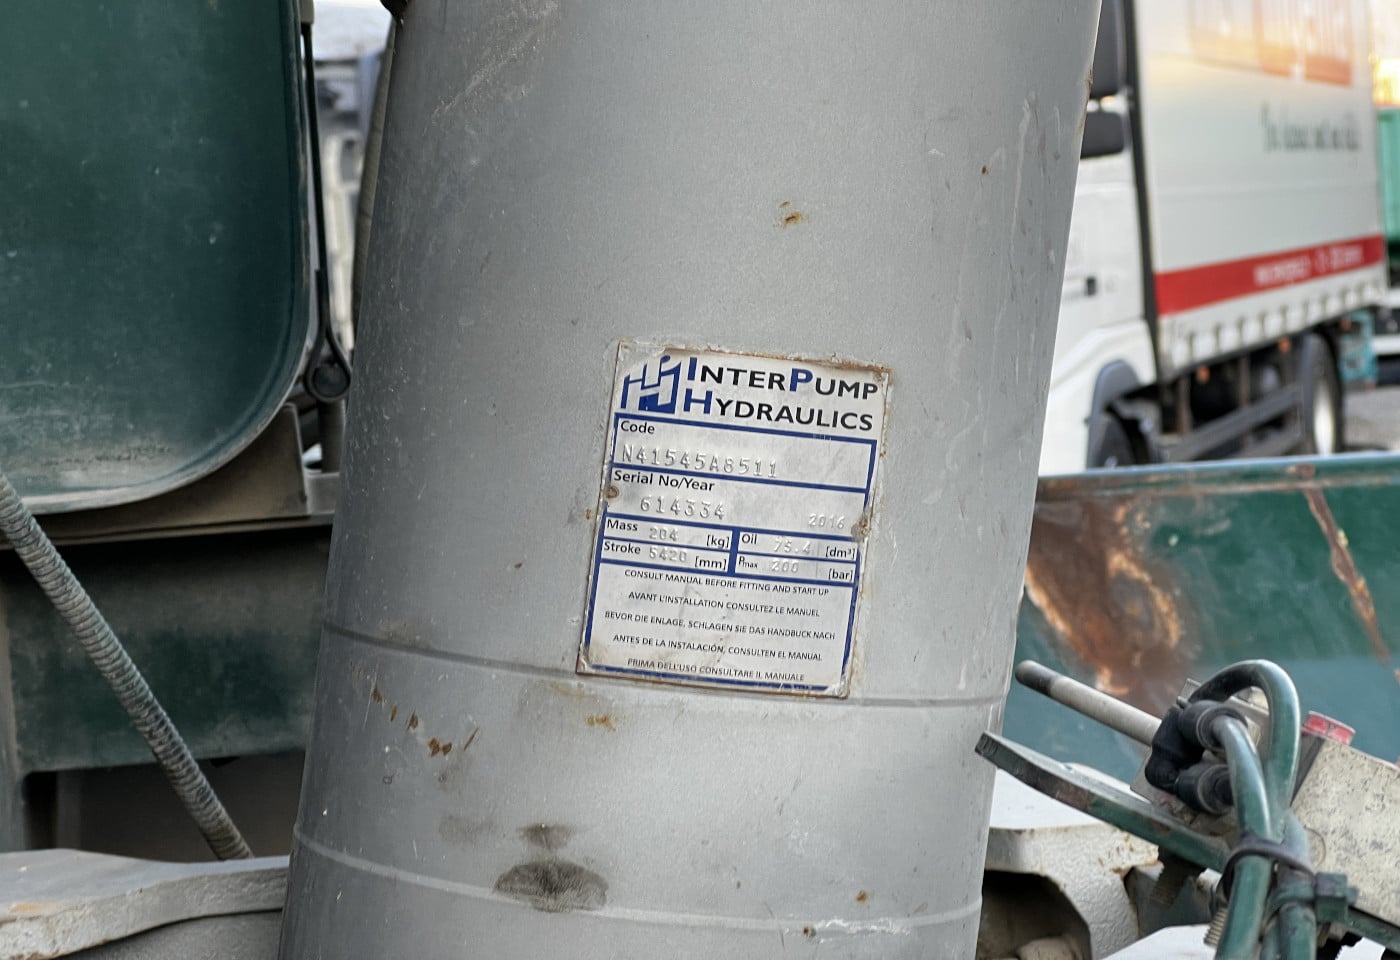 INTERPUMP
HYDRAULICS
Code
N41545A8511
Serial No/Year
614334 2016
Mass 204 [kg] Oil 75.4 [dm³]
Stroke 5420 [mm] Pmax 200 [bar]
CONSULT MANUAL BEFORE FITTING AND START UP
AVANT L'INSTALLATION CONSULTEZ LE MANUEL
BEVOR DIE ENLAGE, SCHLAGEN SIE DAS HANDBUCK NACH
ANTES DE LA INSTALACIÓN, CONSULTEN EL MANUAL
PRIMA DELL'USO CONSULTARE IL MANUALE